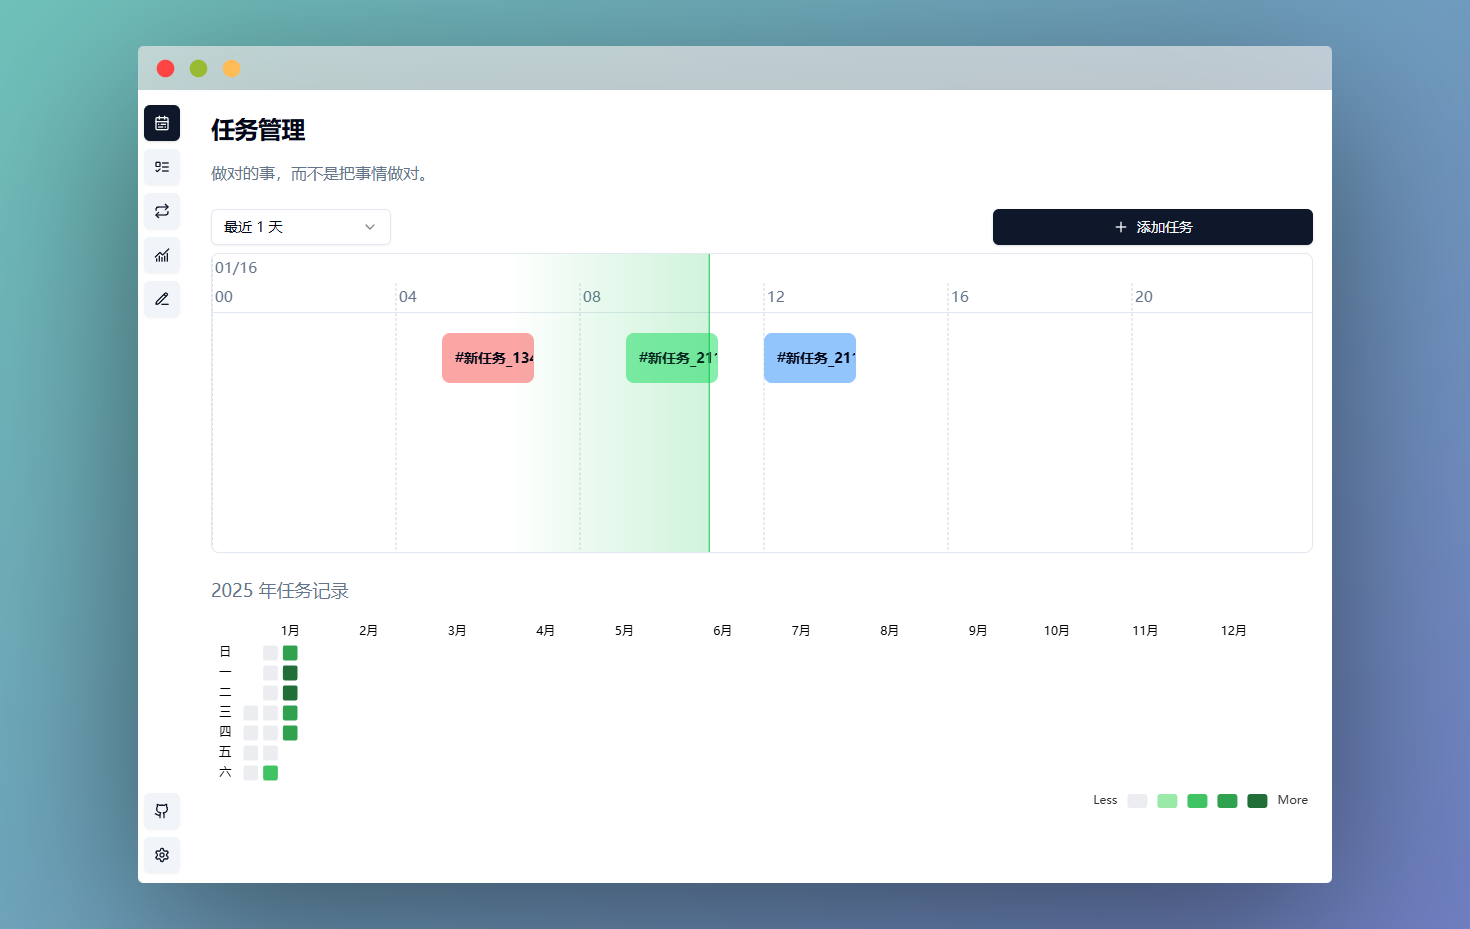 任务管理
做对的事，而不是把事情做对。
最近 1 天
添加任务
01/16
00 04 08 12 16 20
#新任务_134 #新任务_211 #新任务_211
2025 年任务记录
1月 2月 3月 4月 5月 6月 7月 8月 9月 10月 11月 12月
日
一
二
三
四
五
六
Less More